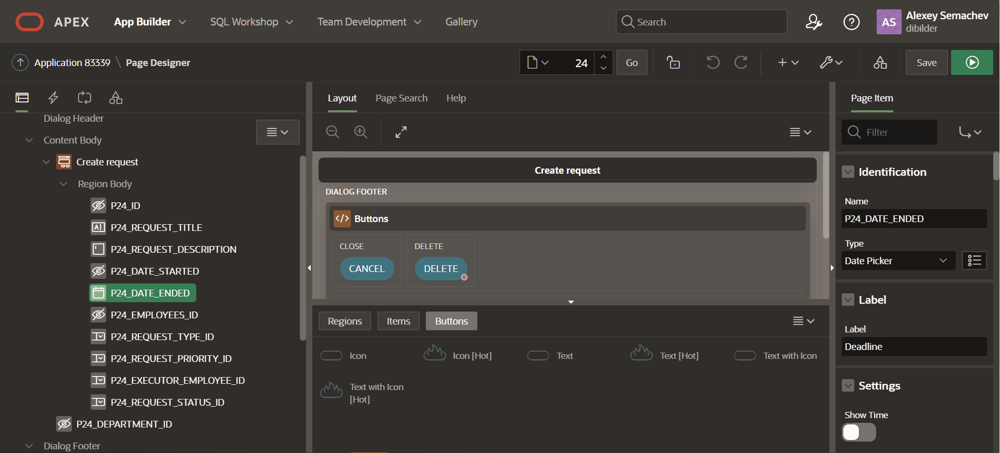 APEX
App Builder
SQL Workshop
Team Development
Gallery
Search
AS
Alexey Semachev
dibilder
Application 83339 \ Page Designer
24
Go
Save
Dialog Header
Content Body
Create request
Region Body
P24_ID
P24_REQUEST_TITLE
P24_REQUEST_DESCRIPTION
P24_DATE_STARTED
P24_DATE_ENDED
P24_EMPLOYEES_ID
P24_REQUEST_TYPE_ID
P24_REQUEST_PRIORITY_ID
P24_EXECUTOR_EMPLOYEE_ID
P24_REQUEST_STATUS_ID
P24_DEPARTMENT_ID
Dialog Footer
Layout
Page Search
Help
Create request
DIALOG FOOTER
</> Buttons
CLOSE
CANCEL
DELETE
DELETE
Regions
Items
Buttons
Icon
Icon [Hot]
Text
Text [Hot]
Text with Icon
Text with Icon
[Hot]
Page Item
Filter
Identification
Name
P24_DATE_ENDED
Type
Date Picker
Label
Label
Deadline
Settings
Show Time